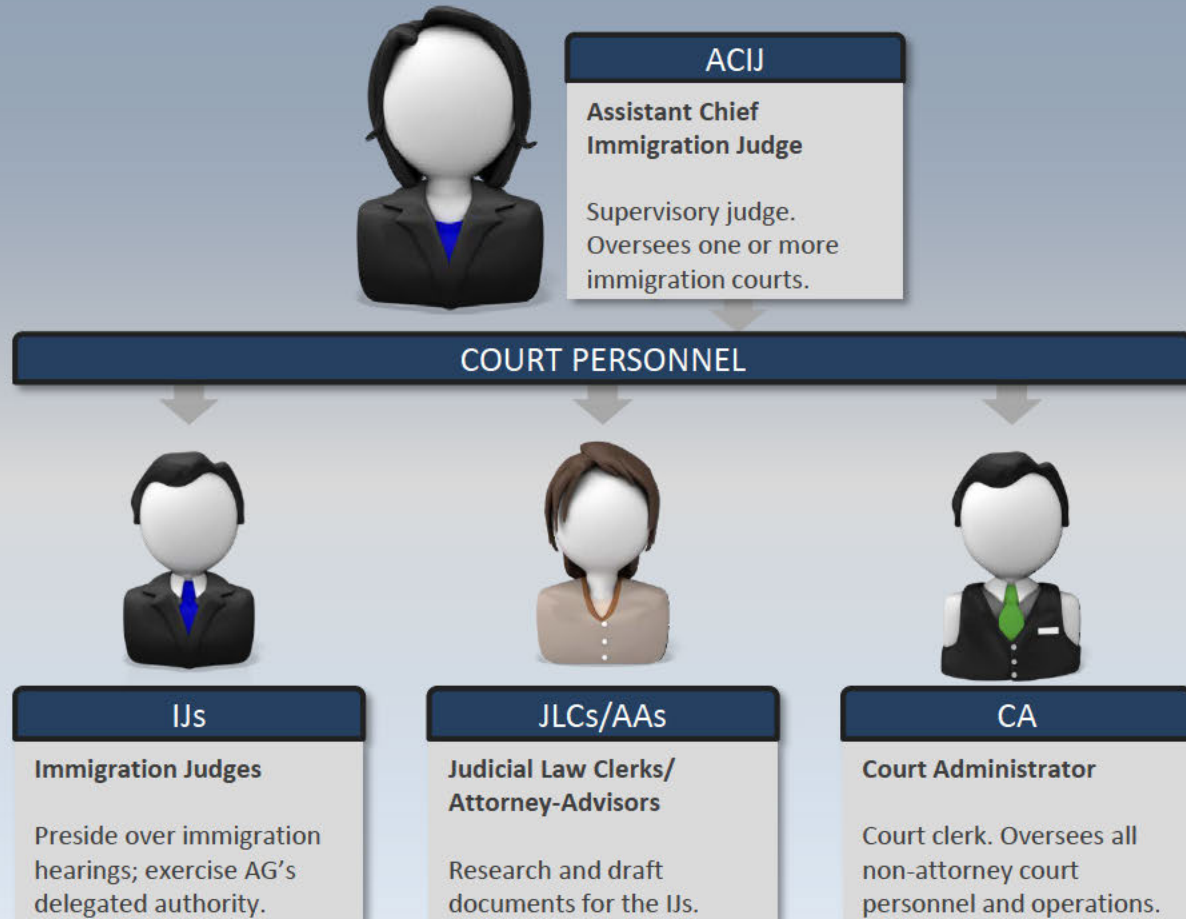 ACIJ
Assistant Chief
Immigration Judge
Supervisory judge.
Oversees one or more
immigration courts.
COURT PERSONNEL
IJs
Immigration Judges
Preside over immigration
hearings; exercise AG's
delegated authority.
JLCs/AAs
Judicial Law Clerks/
Attorney-Advisors
Research and draft
documents for the IJs.
CA
Court Administrator
Court clerk. Oversees all
non-attorney court
personnel and operations.